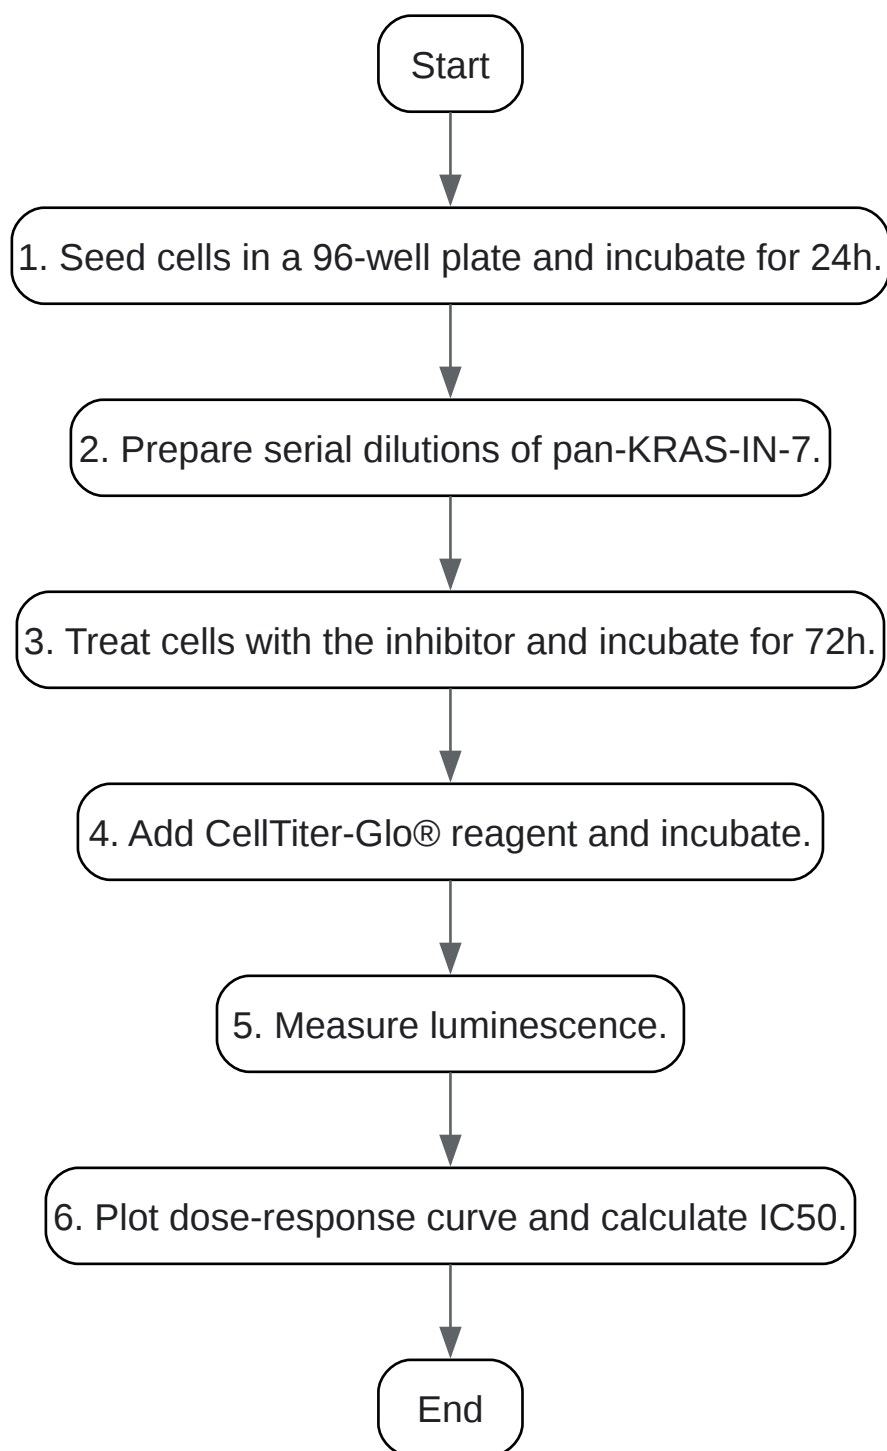 Start
1. Seed cells in a 96-well plate and incubate for 24h.
2. Prepare serial dilutions of pan-KRAS-IN-7.
3. Treat cells with the inhibitor and incubate for 72h.
4. Add CellTiter-Glo® reagent and incubate.
5. Measure luminescence.
6. Plot dose-response curve and calculate IC50.
End